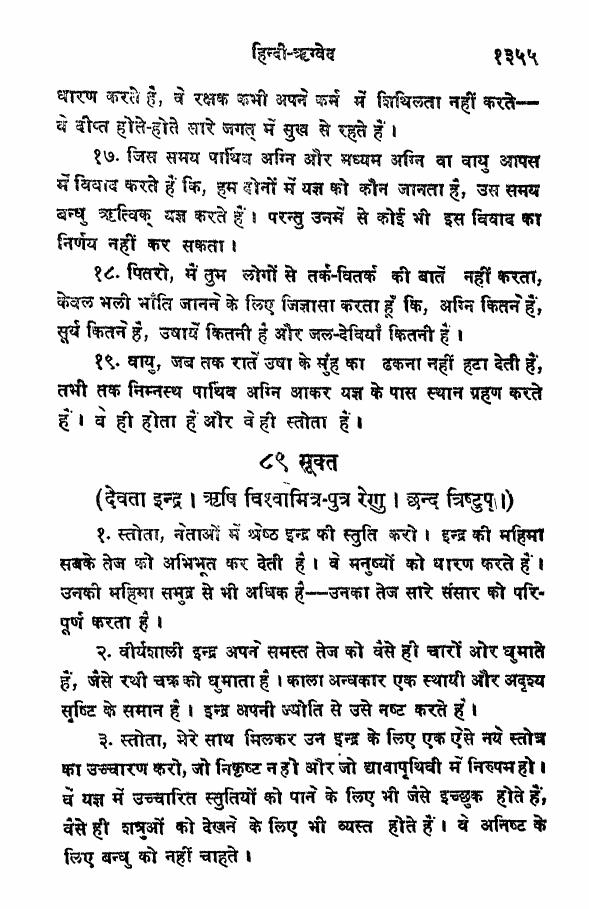 हिन्दी-ऋग्वेद १३५५
धारण करते हैं, वे रक्षक कभी अपने कर्म में शिथिलता नहीं करते--
वे दीप्त होते-होते सारे जगत् में सुख से रहते हैं ।
१७. जिस समय पार्थिव अग्नि और मध्यम अग्नि वा वायु आपस
में विवाद करते हैं कि, हम दोनों में यज्ञ को कौन जानता है, उस समय
बन्धु ऋत्विक् यज्ञ करते हैं । परन्तु उनमें से कोई भी इस विवाद का
निर्णय नहीं कर सकता ।
१८. पितरो, मैं तुम लोगों से तर्क-वितर्क की बातें नहीं करता,
केवल भली भाँति जानने के लिए जिज्ञासा करता हूँ कि, अग्नि कितने हैं,
सूर्य कितने हैं, उषायें कितनी हैं और जल-देवियाँ कितनी हैं ।
१९. वायु, जब तक रातें उषा के मुँह का ढकना नहीं हटा देती हैं,
तभी तक निम्नस्थ पार्थिव अग्नि आकर यज्ञ के पास स्थान ग्रहण करते
हैं । वे ही होता हैं और वे ही स्तोता हैं ।
८९ सूक्त
(देवता इन्द्र । ऋषि विश्वामित्र-पुत्र रेणु । छन्द त्रिष्टुप् ।)
१. स्तोता, नेताओं में श्रेष्ठ इन्द्र की स्तुति करो । इन्द्र की महिमा
सबके तेज को अभिभूत कर देती है । वे मनुष्यों को धारण करते हैं ।
उनकी महिमा समुद्र से भी अधिक है--उनका तेज सारे संसार को परि-
पूर्ण करता है ।
२. वीर्यशाली इन्द्र अपने समस्त तेज को वैसे ही चारों ओर घुमाते
हैं, जैसे रथी चक्र को घुमाता है । काला अन्धकार एक स्थायी और अदृश्य
सृष्टि के समान है । इन्द्र अपनी ज्योति से उसे नष्ट करते हैं ।
३. स्तोता, मेरे साथ मिलकर उन इन्द्र के लिए एक ऐसे नये स्तोत्र
का उच्चारण करो, जो निकृष्ट न हो और जो द्यावापृथिवी में निरुपम हो ।
वे यज्ञ में उच्चारित स्तुतियों को पाने के लिए भी जैसे इच्छुक होते हैं,
वैसे ही शत्रुओं को देखने के लिए भी व्यस्त होते हैं । वे अनिष्ट के
लिए बन्धु को नहीं चाहते ।